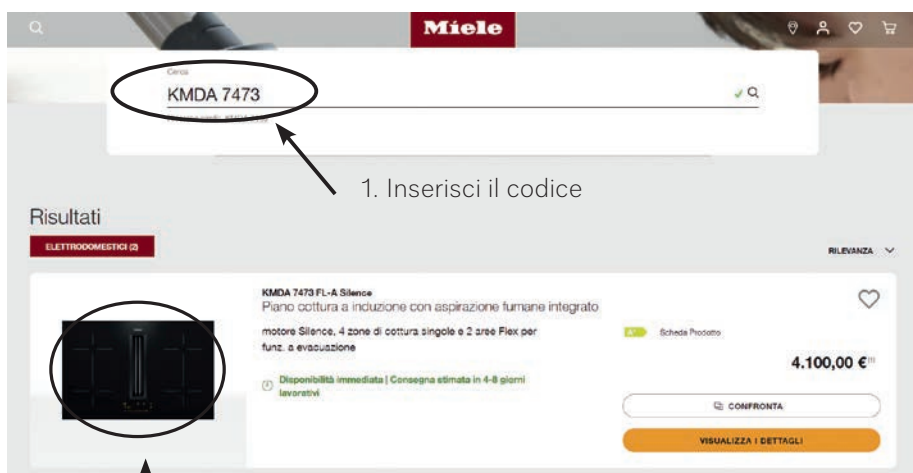 Miele
Cerca
KMDA 7473
1. Inserisci il codice
Risultati
ELETTRODOMESTICI (2)
RILEVANZA
KMDA 7473 FL-A Silence
Piano cottura a induzione con aspirazione fumane integrato
motore Silence, 4 zone di cottura singole e 2 aree Flex per
funz. a evacuazione
Scheda Prodotto
Disponibilità immediata | Consegna stimata in 4-8 giorni
lavorativi
4.100,00 €
CONFRONTA
VISUALIZZA I DETTAGLI